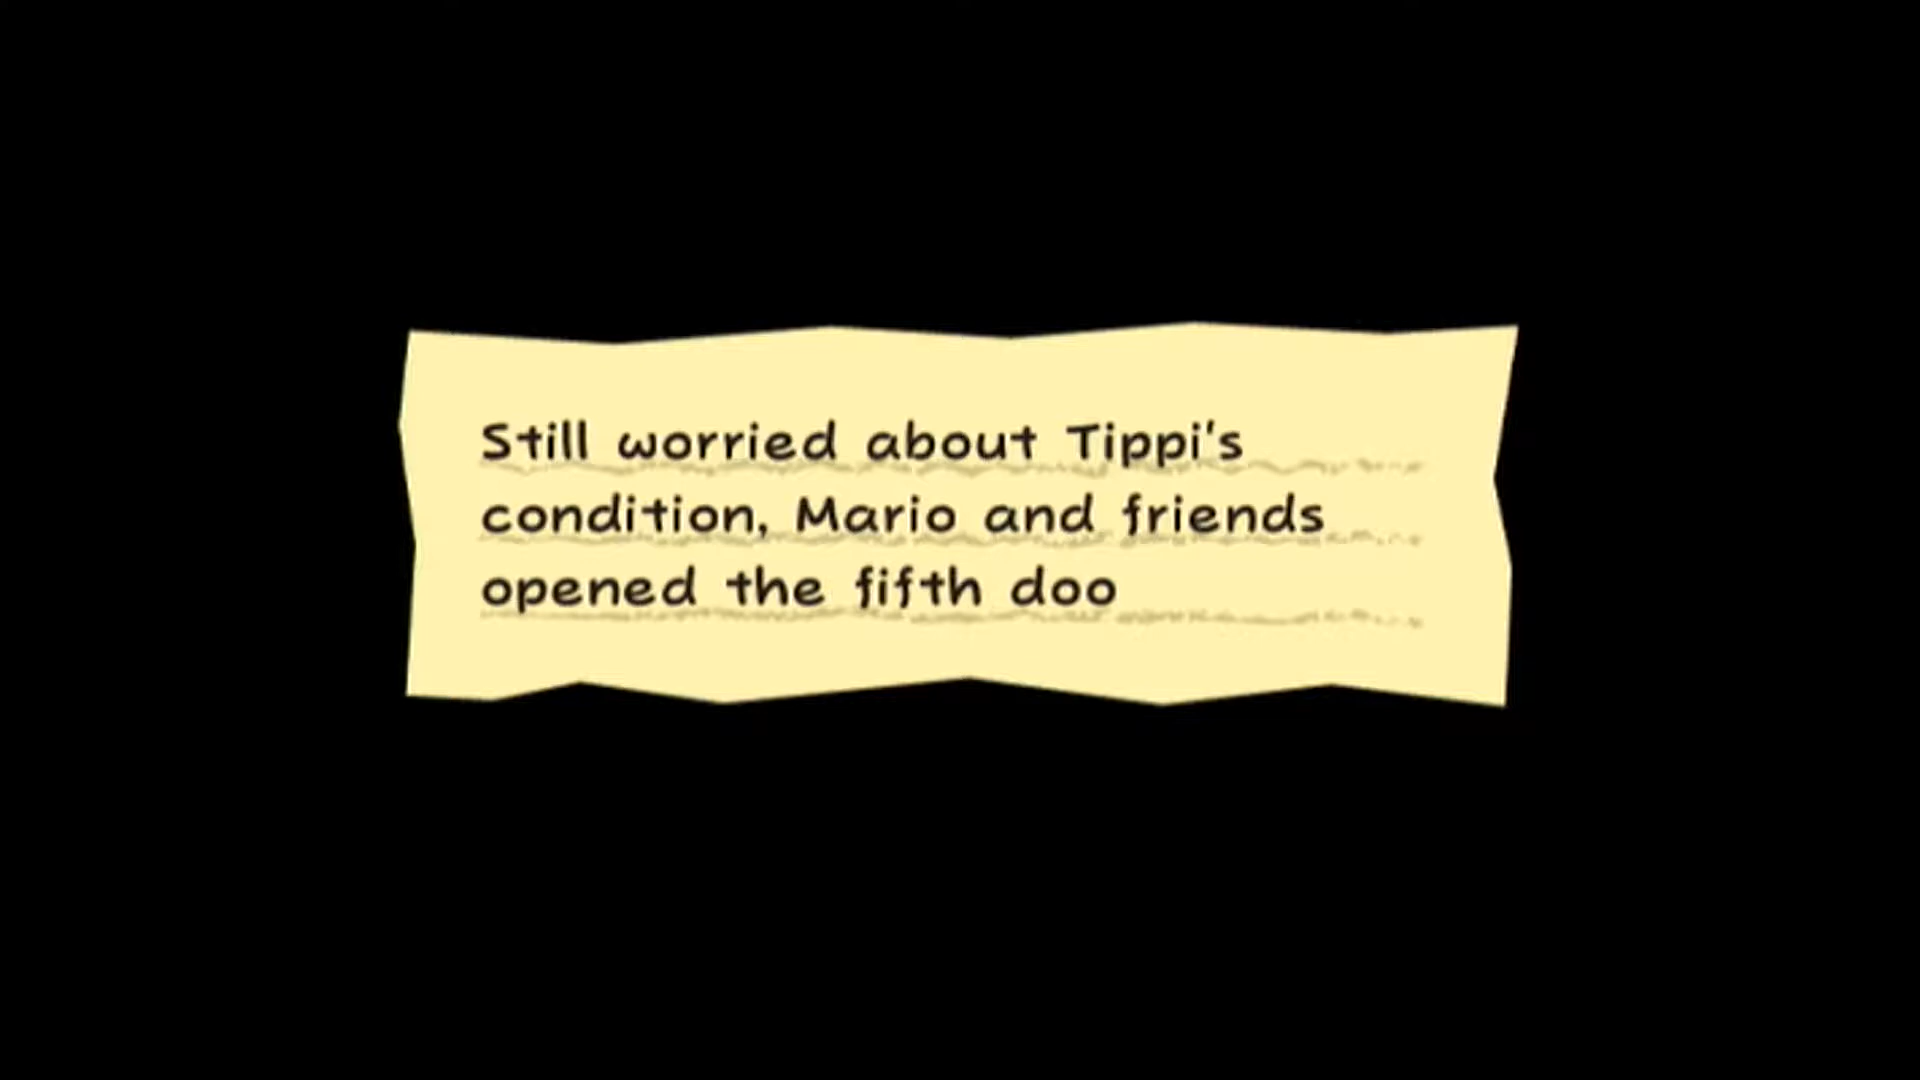 Still worried about Tippi's
condition, Mario and friends
opened the fifth doo